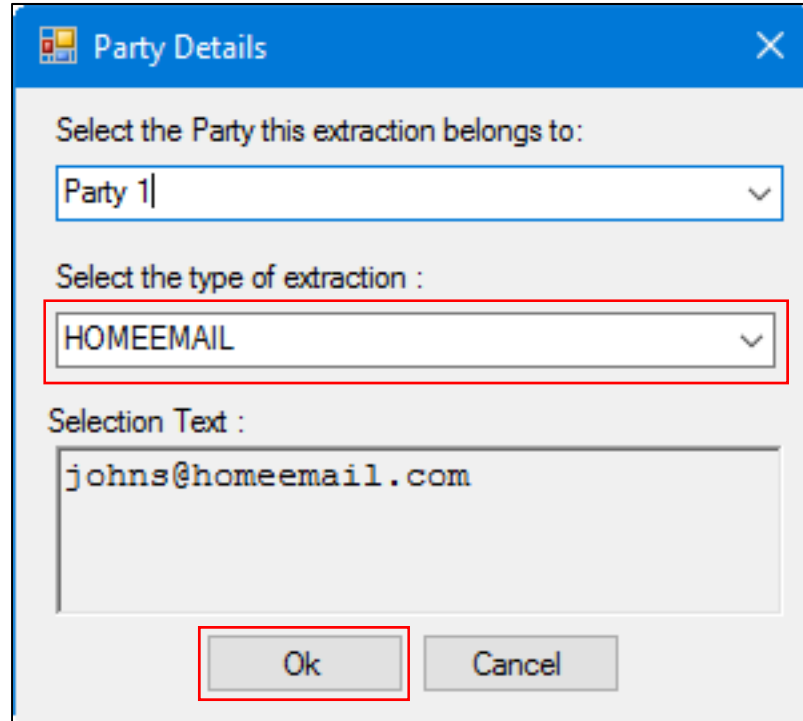 Party Details
Select the Party this extraction belongs to:
Party 1
Select the type of extraction :
HOMEEMAIL
Selection Text :
johns@homeemail.com
Ok Cancel